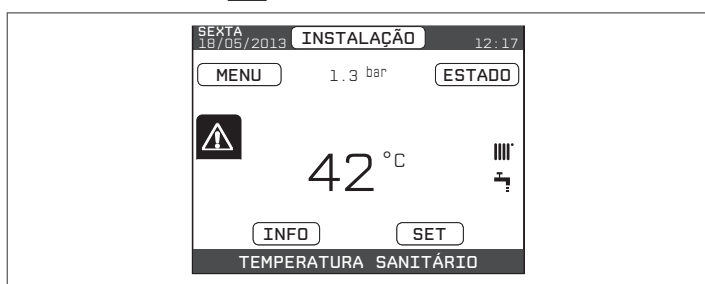 SEXTA
18/05/2013 INSTALAÇÃO 12:17
MENU 1.3 bar ESTADO
42 °C
INFO SET
TEMPERATURA SANITÁRIO